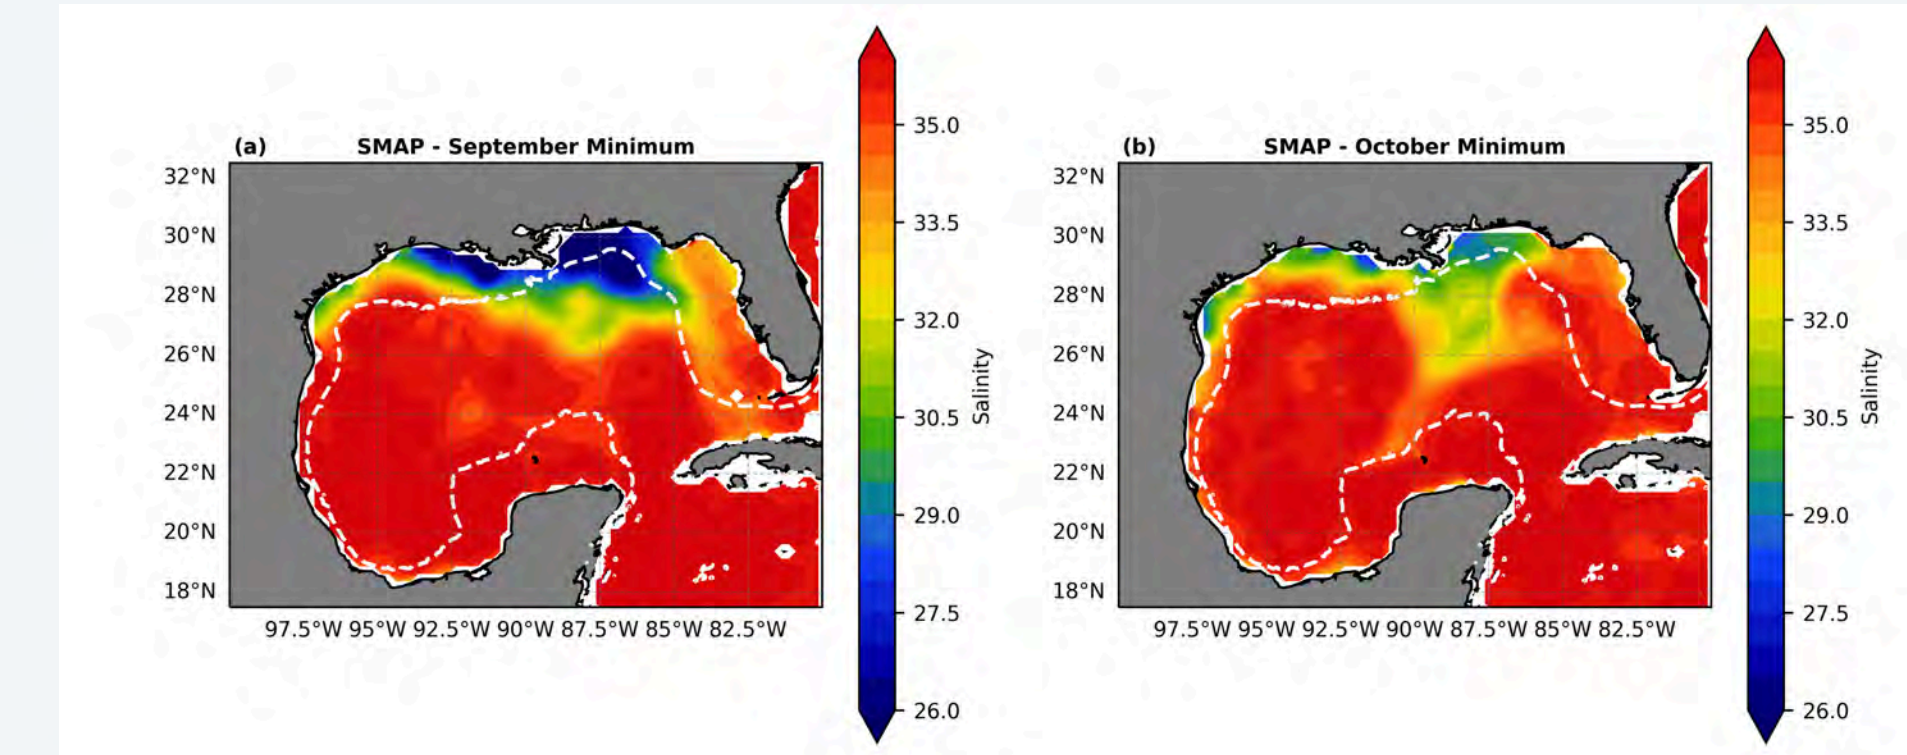 (a) SMAP - September Minimum
32°N
30°N
28°N
26°N
24°N
22°N
20°N
18°N
97.5°W 95°W 92.5°W 90°W 87.5°W 85°W 82.5°W
35.0
33.5
32.0
30.5
29.0
27.5
26.0
Salinity
(b) SMAP - October Minimum
32°N
30°N
28°N
26°N
24°N
22°N
20°N
18°N
97.5°W 95°W 92.5°W 90°W 87.5°W 85°W 82.5°W
35.0
33.5
32.0
30.5
29.0
27.5
26.0
Salinity